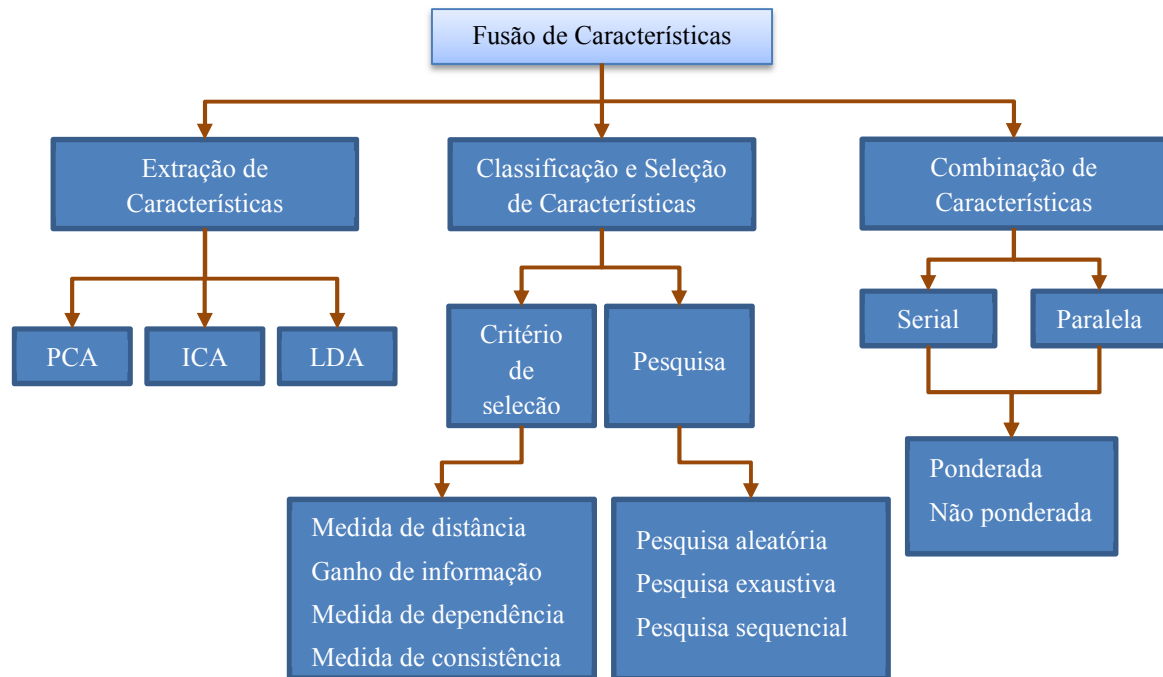 Fusão de Características
Extração de
Características
Classificação e Seleção
de Características
Combinação de
Características
PCA
ICA
LDA
Critério
de
seleção
Pesquisa
Serial
Paralela
Medida de distância
Ganho de informação
Medida de dependência
Medida de consistência
Pesquisa aleatória
Pesquisa exaustiva
Pesquisa sequencial
Ponderada
Não ponderada